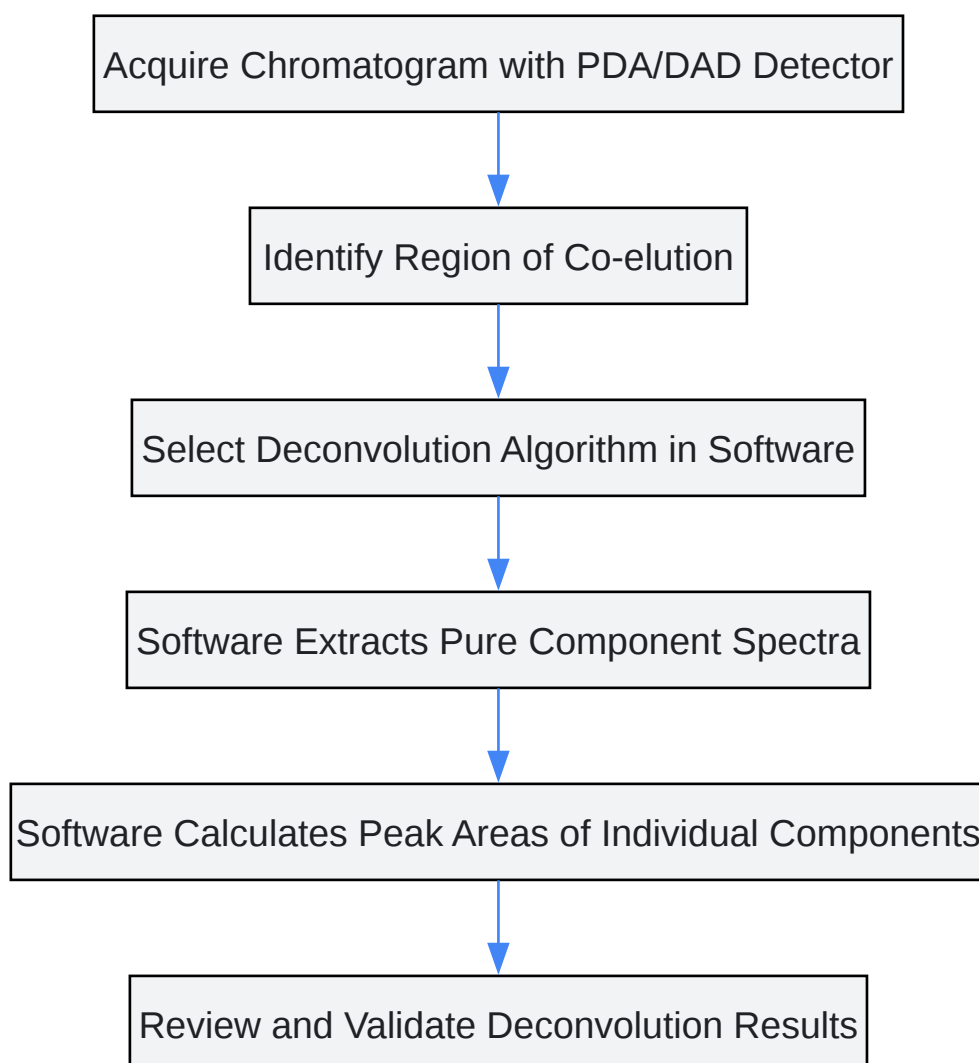 Acquire Chromatogram with PDA/DAD Detector
Identify Region of Co-elution
Select Deconvolution Algorithm in Software
Software Extracts Pure Component Spectra
Software Calculates Peak Areas of Individual Components
Review and Validate Deconvolution Results